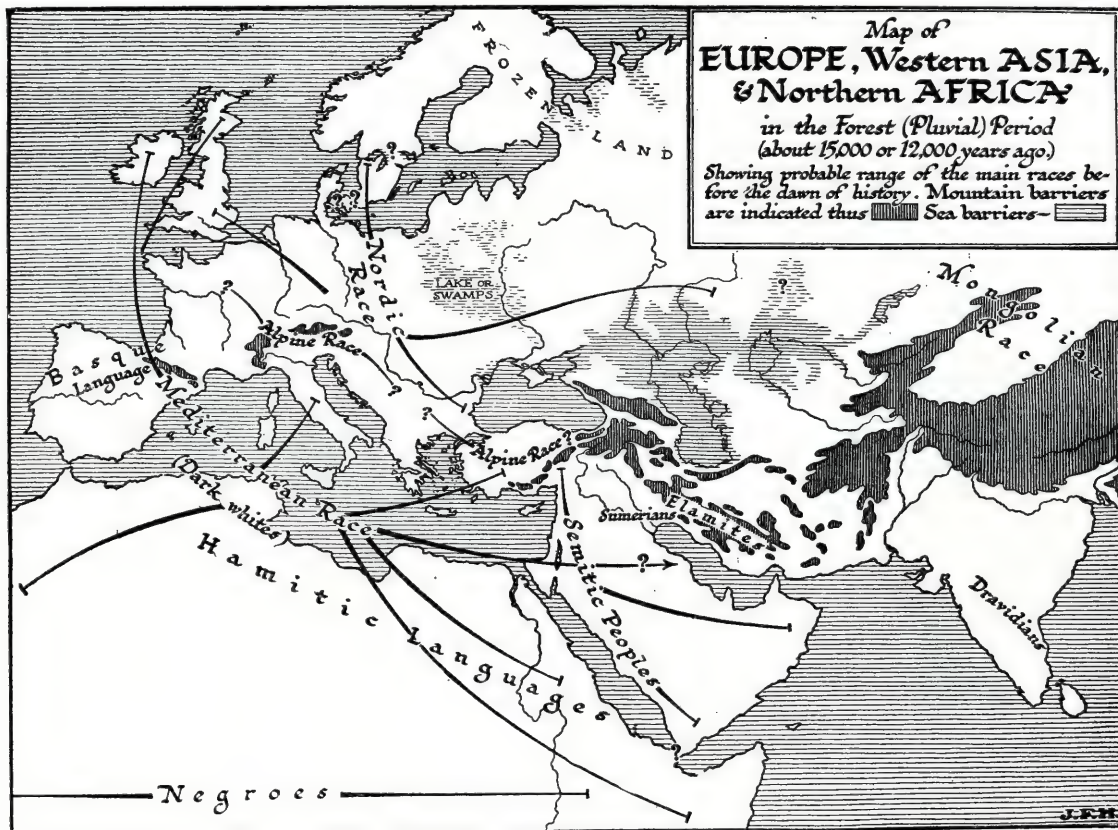 Map of
EUROPE, Western ASIA,
& Northern AFRICA
in the Forest (Pluvial) Period
(about 15,000 or 12,000 years ago.)
Showing probable range of the main races be-
fore the dawn of history. Mountain barriers
are indicated thus Sea barriers—
FROZEN
LAND
?
?
Nordic
Race
LAKE OR
SWAMPS
?
Mongolian
Race
?
Alpine Race
Basque
Language
?
?
Alpine Race?
Mediterranean Race
(Dark whites)
Elamites
Sumerians
?
Semitic Peoples
Hamitic Languages
Dravidians
?
Negroes
J.F.H